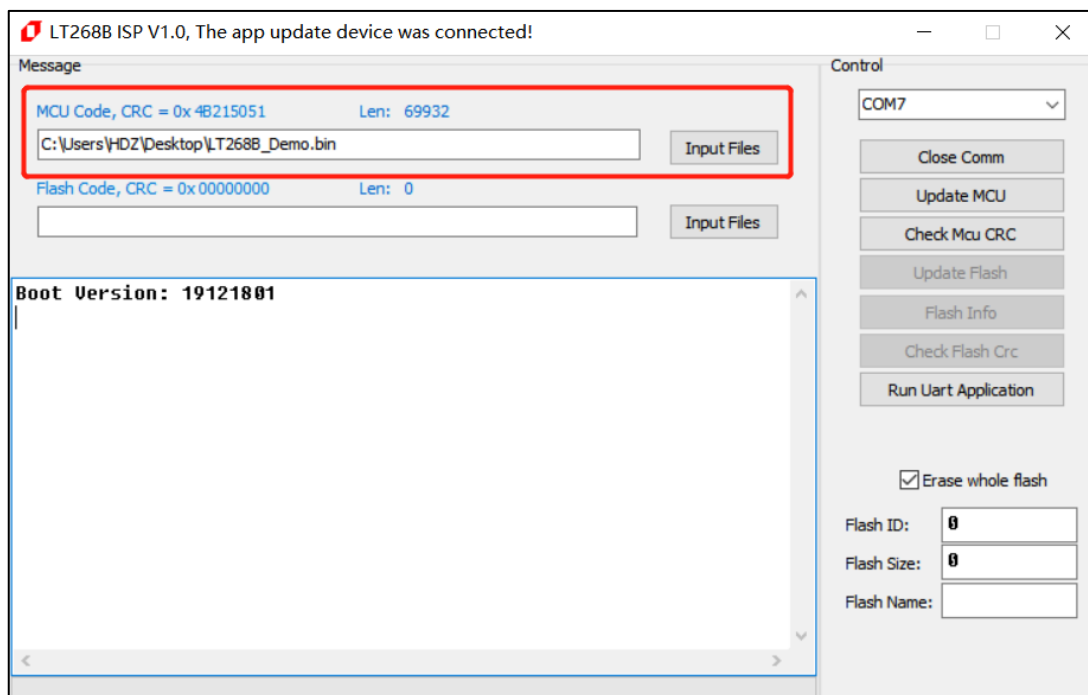 LT268B ISP V1.0, The app update device was connected!
Message
MCU Code, CRC = 0x 4B215051 Len: 69932
C:\Users\HDZ\Desktop\LT268B_Demo.bin
Input Files
Flash Code, CRC = 0x 00000000 Len: 0
Input Files
Boot Version: 19121801
Control
COM7
Close Comm
Update MCU
Check Mcu CRC
Update Flash
Flash Info
Check Flash Crc
Run Uart Application
Erase whole flash
Flash ID: 0
Flash Size: 0
Flash Name: